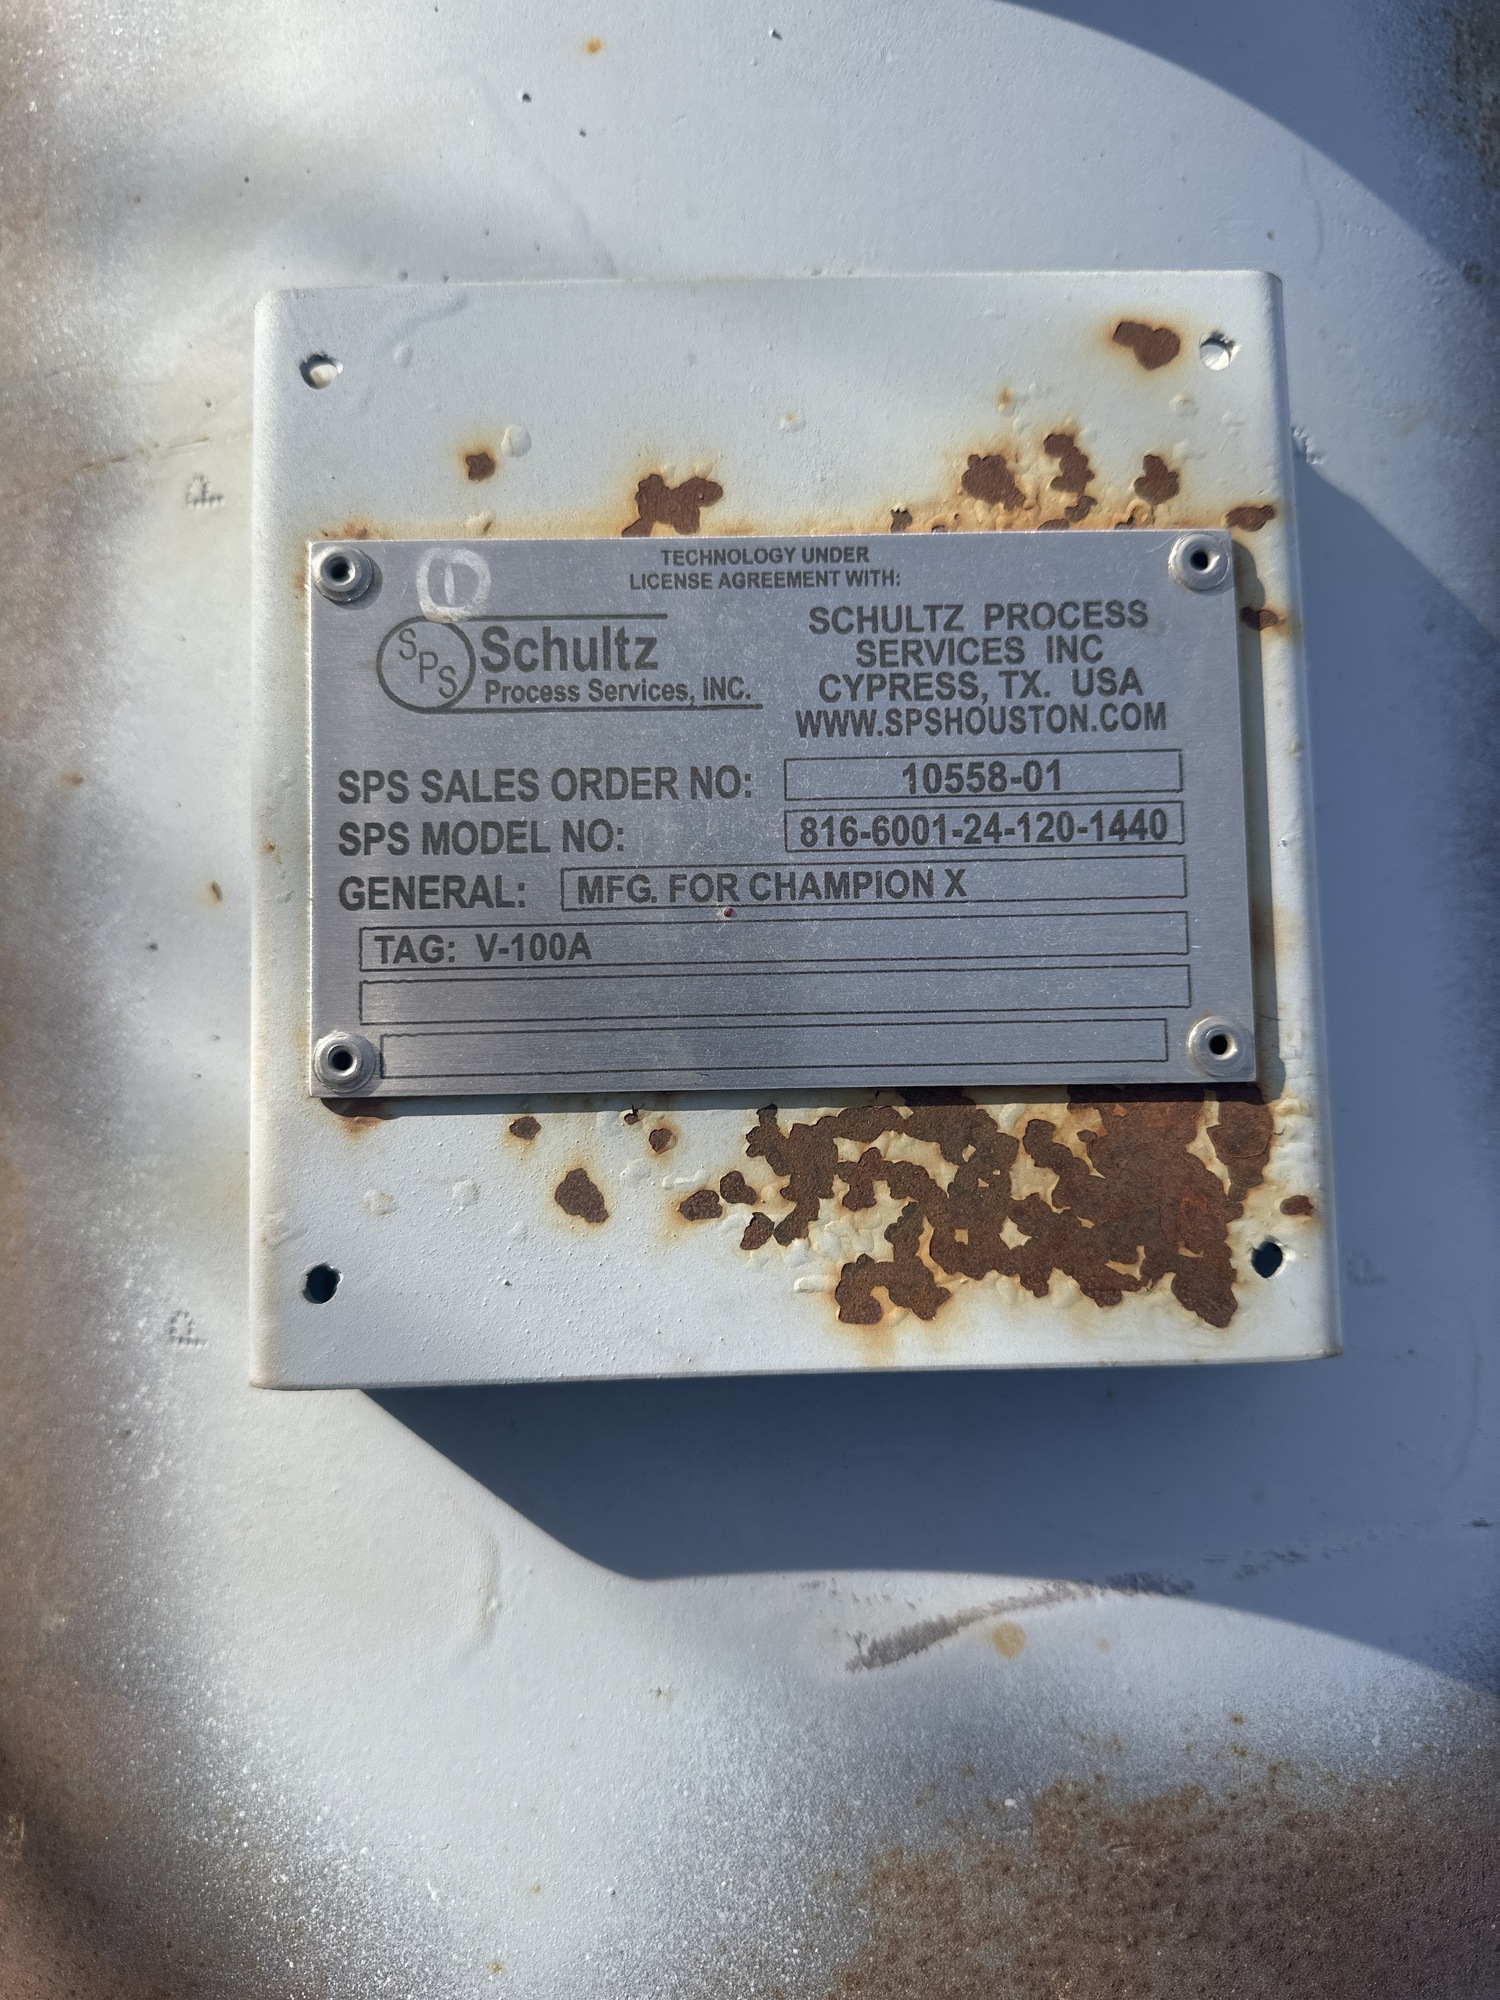 TECHNOLOGY UNDER
LICENSE AGREEMENT WITH:
SPS
Schultz
Process Services, INC.
SCHULTZ PROCESS
SERVICES INC
CYPRESS, TX. USA
WWW.SPSHOUSTON.COM
SPS SALES ORDER NO: 10558-01
SPS MODEL NO: 816-6001-24-120-1440
GENERAL: MFG. FOR CHAMPION X
TAG: V-100A